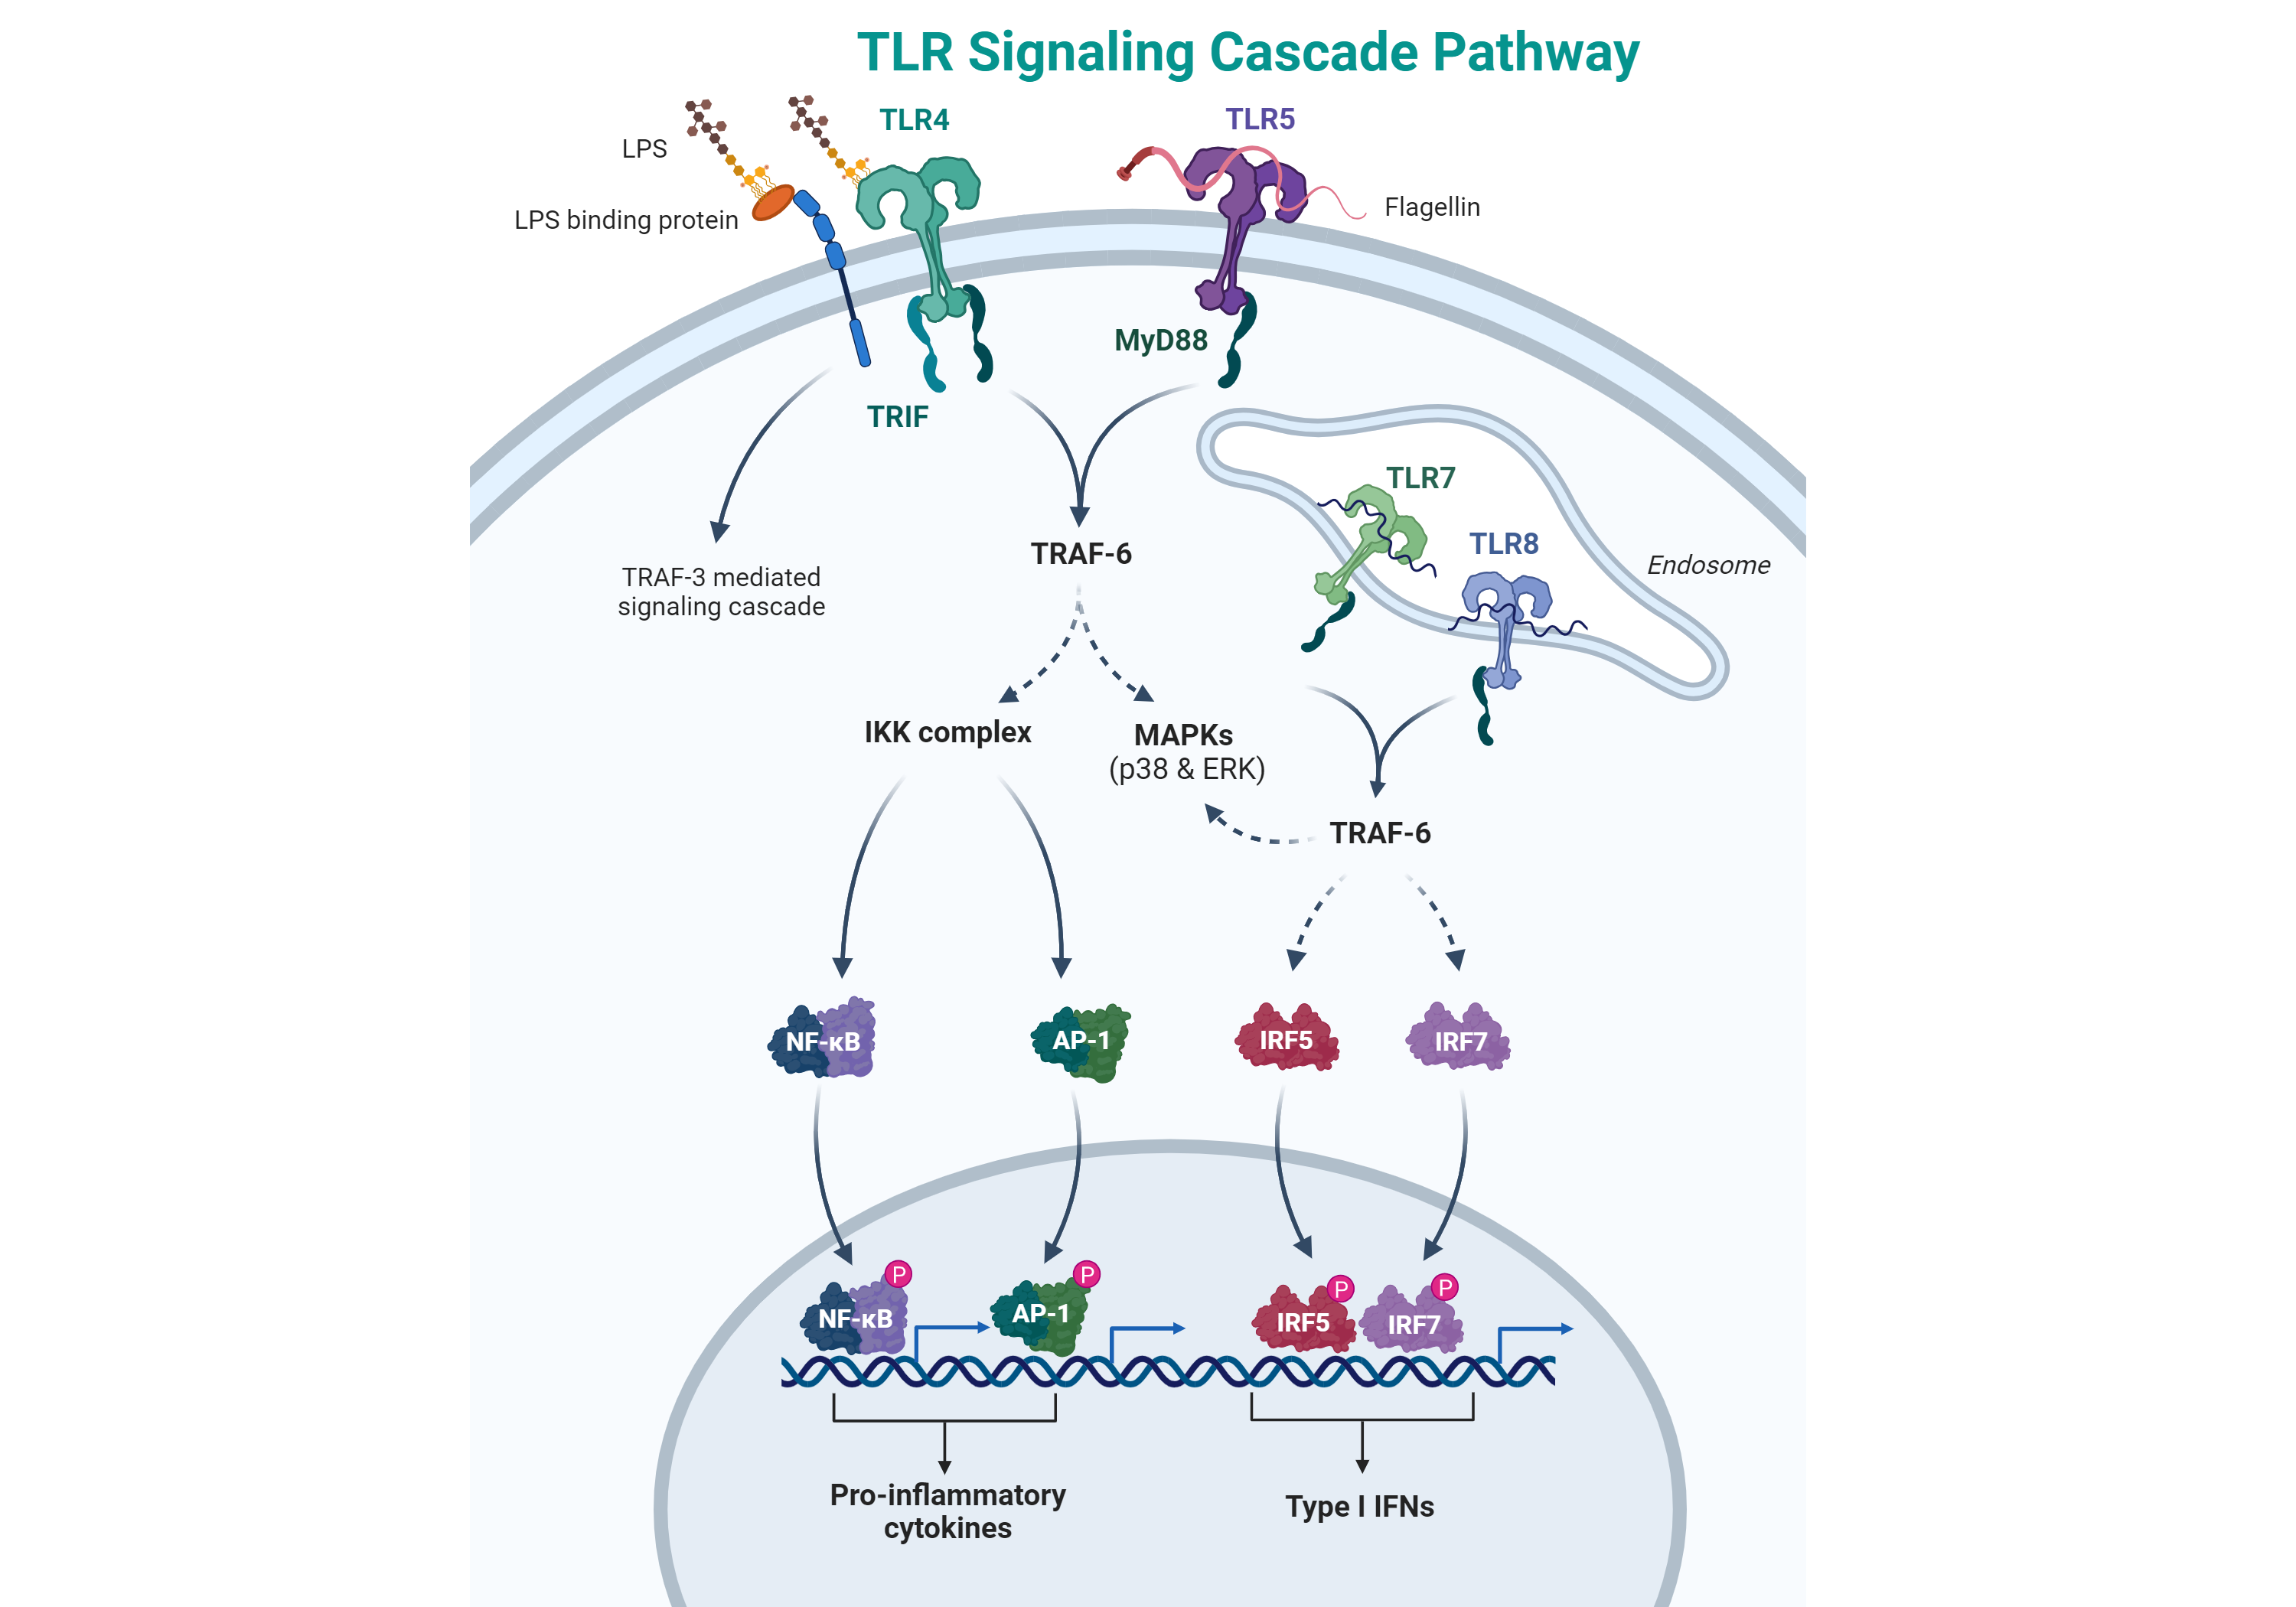 TLR Signaling Cascade Pathway
TLR4
TLR5
LPS
LPS binding protein
Flagellin
MyD88
TRIF
TLR7
TLR8
Endosome
TRAF-6
TRAF-3 mediated
signaling cascade
IKK complex
MAPKs
(p38 & ERK)
TRAF-6
NF-κB
AP-1
IRF5
IRF7
P
P
P
P
NF-κB
AP-1
IRF5
IRF7
Pro-inflammatory
cytokines
Type I IFNs